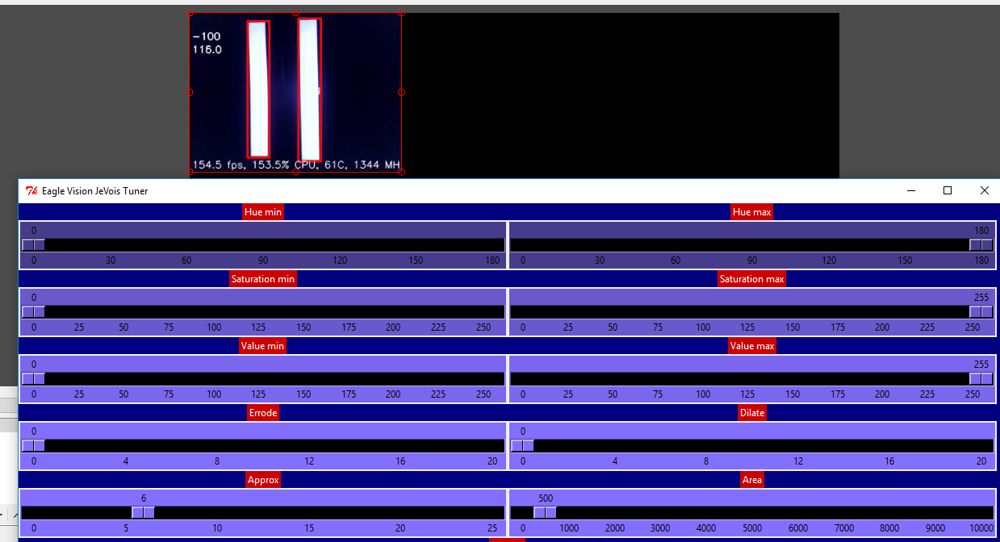 -100
116.0
154.5 fps, 153.5% CPU, 61C, 1344 MH
Eagle Vision JeVois Tuner
Hue min Hue max
0 180
0 30 60 90 120 150 180 0 30 60 90 120 150 180
Saturation min Saturation max
0 255
0 25 50 75 100 125 150 175 200 225 250 0 25 50 75 100 125 150 175 200 225 250
Value min Value max
0 255
0 25 50 75 100 125 150 175 200 225 250 0 25 50 75 100 125 150 175 200 225 250
Errode Dilate
0 0
0 4 8 12 16 20 0 4 8 12 16 20
Approx Area
6 500
0 5 10 15 20 25 0 1000 2000 3000 4000 5000 6000 7000 8000 9000 10000